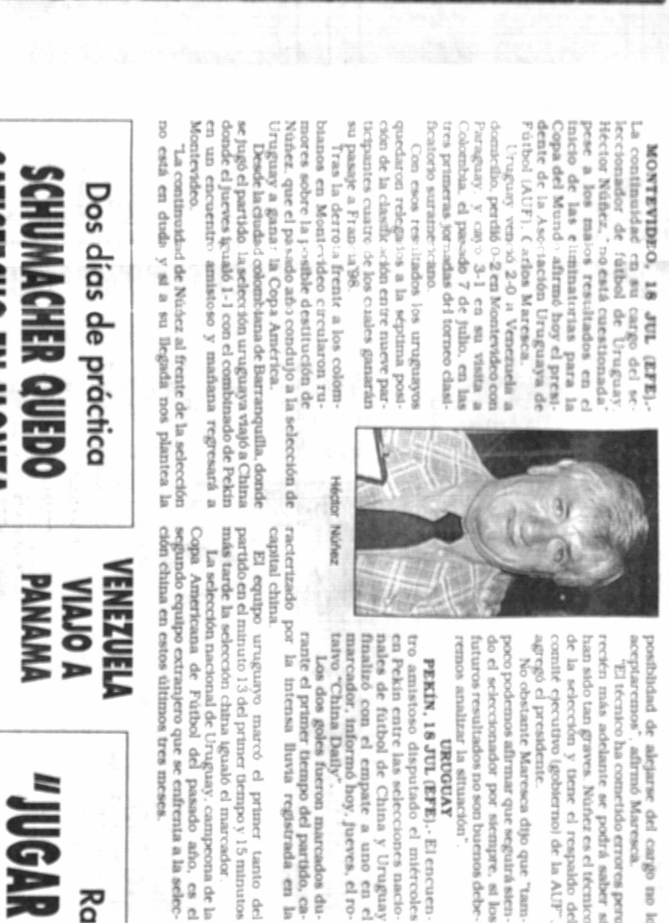 MONTEVIDEO, 18 JUL (EFE).-
La continuidad en su cargo del se-
leccionador de fútbol de Uruguay,
Héctor Núñez, "no está cuestionada",
pese a los malos resultados en el
inicio de las eliminatorias para la
Copa del Mundo, afirmó hoy el presi-
dente de la Asociación Uruguaya de
Fútbol (AUF), Carlos Maresca.
Uruguay venció 2-0 a Venezuela a
domicilio, perdió 0-2 en Montevideo con
Paraguay, y cayó 3-1 en su visita a
Colombia, el pasado 7 de julio, en las
tres primeras jornadas del torneo clasi-
ficatorio suramericano.
Con esos resultados los uruguayos
quedaron relegados a la séptima posi-
ción de la clasificación entre nueve par-
ticipantes cuatro de los cuales ganarán
su pasaje a Francia'98.
Tras la derrota frente a los colom-
bianos en Montevideo circularon ru-
mores sobre la posible destitución de
Núñez, que el pasado año condujo a la selección de
Uruguay a ganar la Copa América.
Desde la ciudad colombiana de Barranquilla, donde
se jugó el partido, la selección uruguaya viajó a China
donde el jueves igualó 1-1 con el combinado de Pekín
en un encuentro amistoso y mañana regresará a
Montevideo.
"La continuidad de Núñez al frente de la selección
no está en duda y si a su llegada nos plantea la
Héctor Núñez
posibilidad de alejarse del cargo no
aceptaremos", afirmó Maresca.
"El técnico ha cometido errores pero
recién más adelante se podrá saber si
han sido tan graves. Núñez es el técnico
de la selección y tiene el respaldo del
comité ejecutivo (gobierno) de la AUF",
agregó el presidente.
No obstante Maresca dijo que "tam-
poco podemos afirmar que seguirá sien-
do el seleccionador por siempre, si los
futuros resultados no son buenos debe-
remos analizar la situación".
URUGUAY
PEKÍN, 18 JUL (EFE).- El encuen-
tro amistoso disputado el miércoles
en Pekín entre las selecciones nacio-
nales de fútbol de China y Uruguay
finalizó con el empate a uno en el
marcador, informó hoy, jueves, el ro-
tativo "China Daily".
Los dos goles fueron marcados du-
rante el primer tiempo del partido, ca-
racterizado por la intensa lluvia registrada en la
capital china.
El equipo uruguayo marcó el primer tanto del
partido en el minuto 13 del primer tiempo y 15 minutos
más tarde la selección china igualó el marcador.
La selección nacional de Uruguay, campeona de la
Copa Americana de Fútbol del pasado año, es el
segundo equipo extranjero que se enfrenta a la selec-
ción china en estos últimos tres meses.
Dos días de práctica
SCHUMACHER QUEDO
VENEZUELA
VIAJO A
PANAMA
"JUGAR